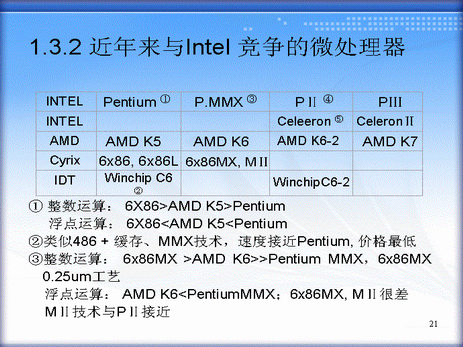 1.3.2 近年来与Intel 竞争的微处理器
INTEL Pentium ① P.MMX ③ PⅡ ④ PIII
INTEL Celeeron ⑤ CeleronⅡ
AMD AMD K5 AMD K6 AMD K6-2 AMD K7
Cyrix 6x86, 6x86L 6x86MX, MⅡ
IDT Winchip C6 ② WinchipC6-2
① 整数运算： 6X86>AMD K5>Pentium
浮点运算： 6X86<AMD K5<Pentium
②类似486 + 缓存、MMX技术，速度接近Pentium, 价格最低
③整数运算： 6x86MX >AMD K6>>Pentium MMX，6x86MX
0.25um工艺
浮点运算： AMD K6<PentiumMMX；6x86MX, MⅡ很差
MⅡ技术与PⅡ接近
21